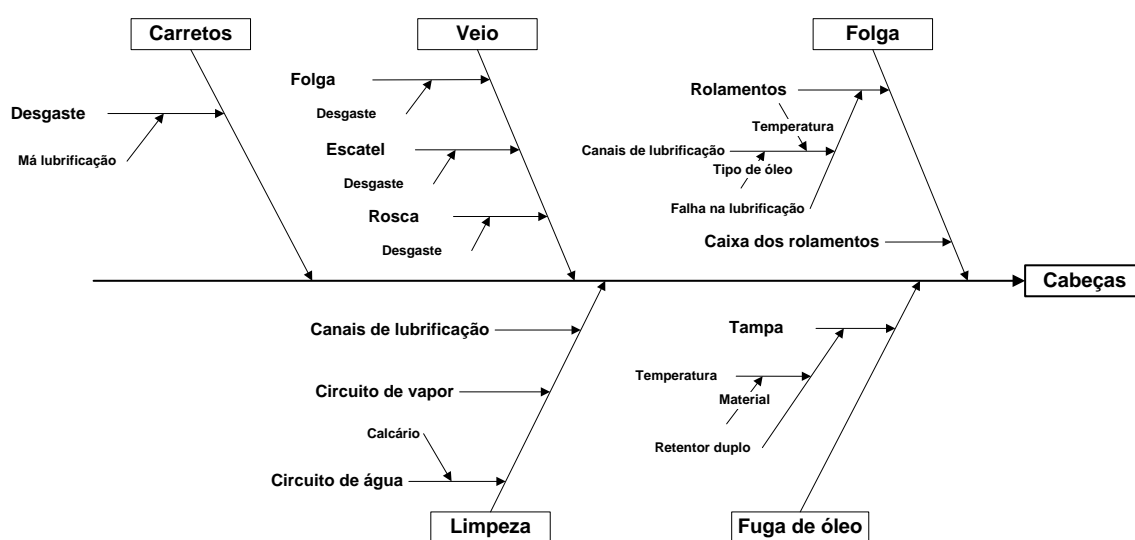 Carretos
Veio
Folga
Folga
Desgaste
Rolamentos
Desgaste
Má lubrificação
Temperatura
Escatel
Canais de lubrificação
Desgaste
Tipo de óleo
Rosca
Falha na lubrificação
Desgaste
Caixa dos rolamentos
Cabeças
Canais de lubrificação
Tampa
Temperatura
Circuito de vapor
Material
Calcário
Retentor duplo
Circuito de água
Limpeza
Fuga de óleo